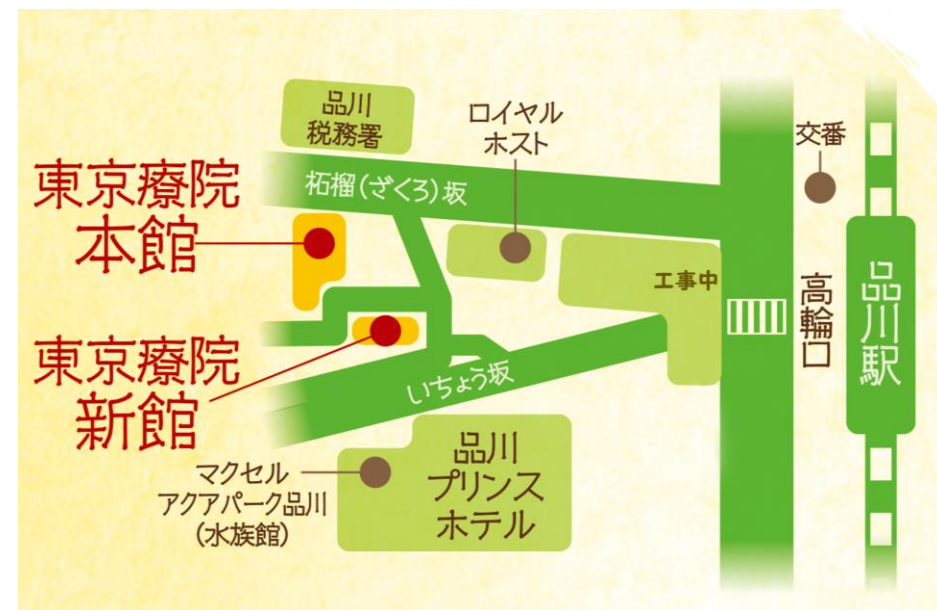 品川
税務署
ロイヤル
ホスト
交番
東京療院
本館
柘榴(ざくろ)坂
工事中
高輪口
品川駅
東京療院
新館
いちょう坂
マクセル
アクアパーク品川
(水族館)
品川
プリンス
ホテル